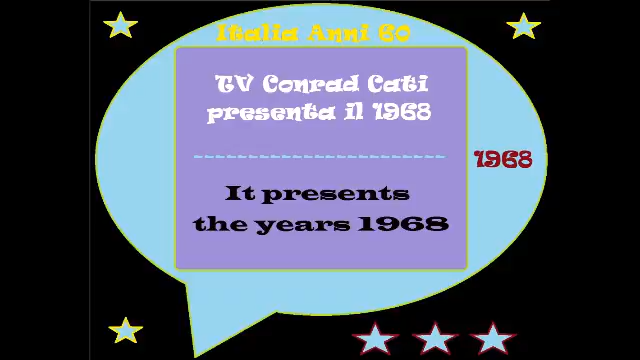 Italia Anni 60
TV Conrad Cati
presenta il 1968
1968
It presents
the years 1968